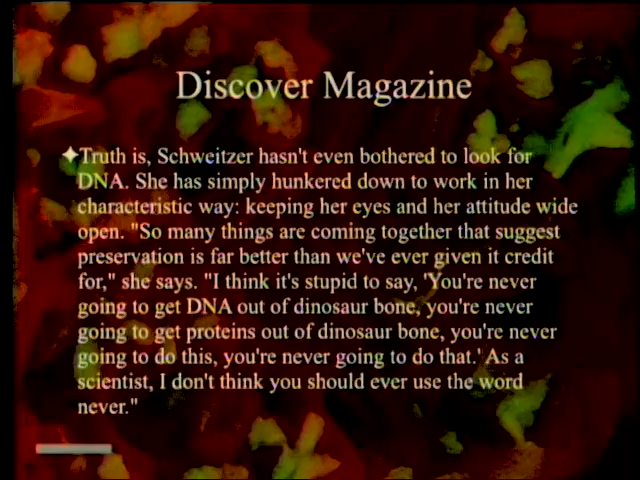 Discover Magazine
Truth is, Schweitzer hasn't even bothered to look for
DNA. She has simply hunkered down to work in her
characteristic way: keeping her eyes and her attitude wide
open. "So many things are coming together that suggest
preservation is far better than we've ever given it credit
for," she says. "I think it's stupid to say, 'You're never
going to get DNA out of dinosaur bone, you're never
going to get proteins out of dinosaur bone, you're never
going to do this, you're never going to do that.' As a
scientist, I don't think you should ever use the word
never."